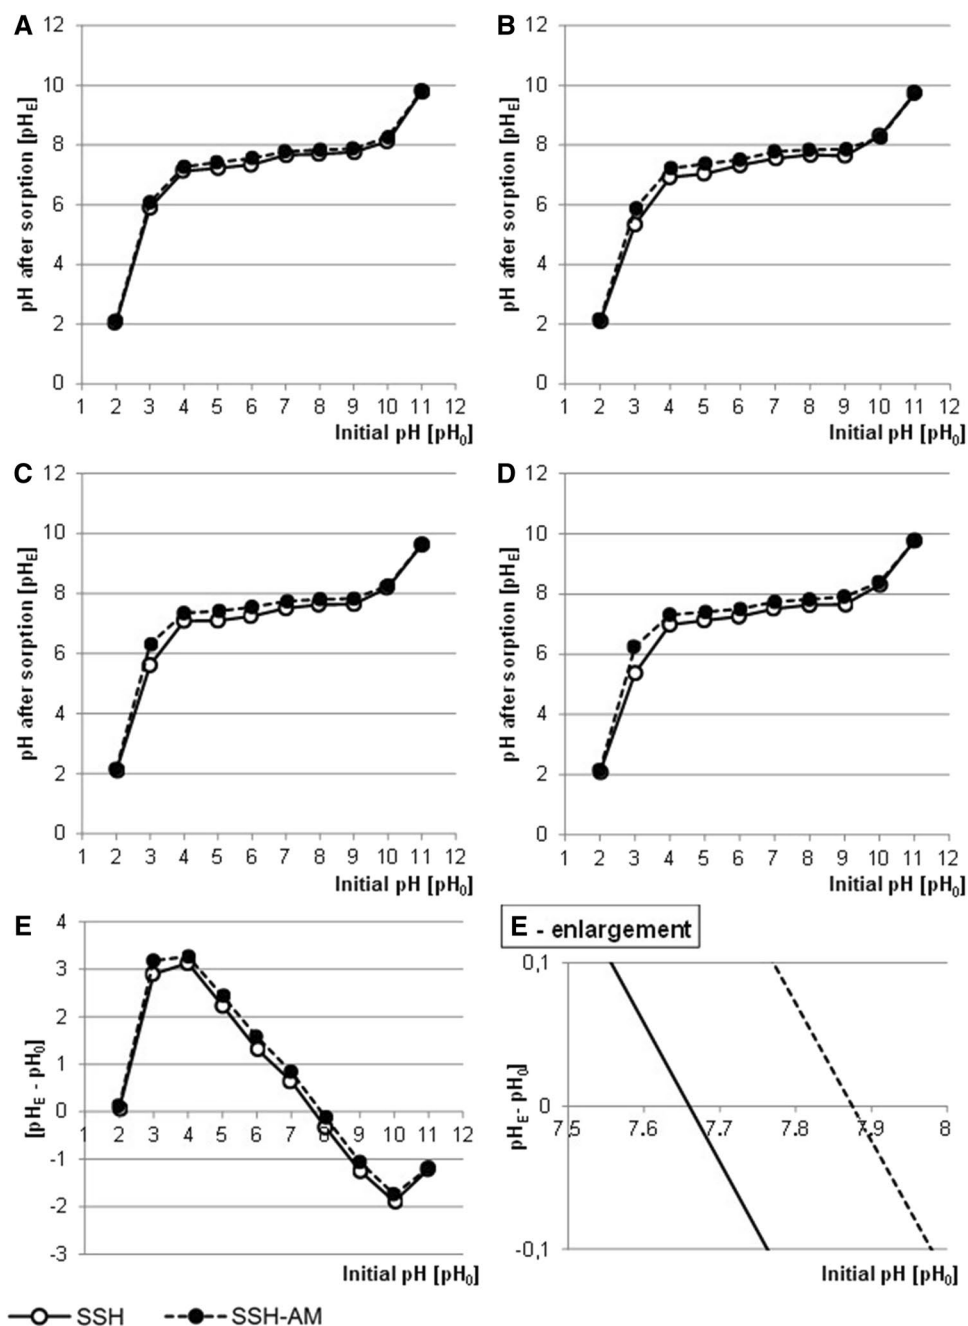 A
pH after sorption [pHE]
12
10
8
6
4
2
0
1 2 3 4 5 6 7 8 9 10 11 12
Initial pH [pH0]
B
pH after sorption [pHE]
12
10
8
6
4
2
0
1 2 3 4 5 6 7 8 9 10 11 12
Initial pH [pH0]
C
pH after sorption [pHE]
12
10
8
6
4
2
0
1 2 3 4 5 6 7 8 9 10 11 12
Initial pH [pH0]
D
pH after sorption [pHE]
12
10
8
6
4
2
0
1 2 3 4 5 6 7 8 9 10 11 12
Initial pH [pH0]
E
[pHE - pH0]
4
3
2
1
0
-1
-2
-3
1 2 3 4 5 6 7 8 9 10 11 12
Initial pH [pH0]
E - enlargement
pHE- pH0]
0,1
0
-0,1
7,5 7,6 7,7 7,8 7,9 8
Initial pH [pH0]
SSH SSH-AM